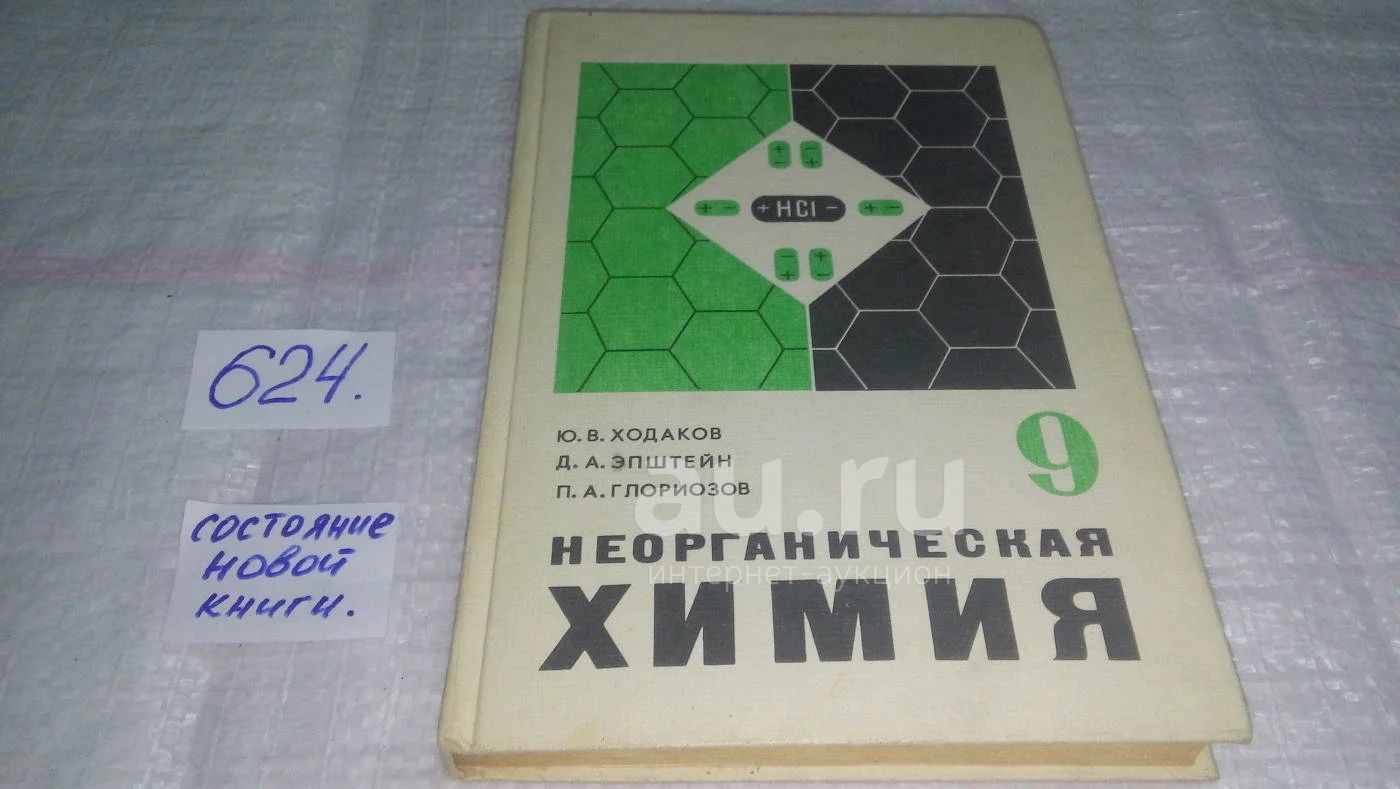 + -
- +
+ -
+ HCl -
+ -
- +
+ -
624.
Ю. В. ХОДАКОВ
Д. А. ЭПШТЕЙН
П. А. ГЛОРИОЗОВ
9
НЕОРГАНИЧЕСКАЯ
ХИМИЯ
состояние
новой
книги.
au.ru
интернет-аукцион